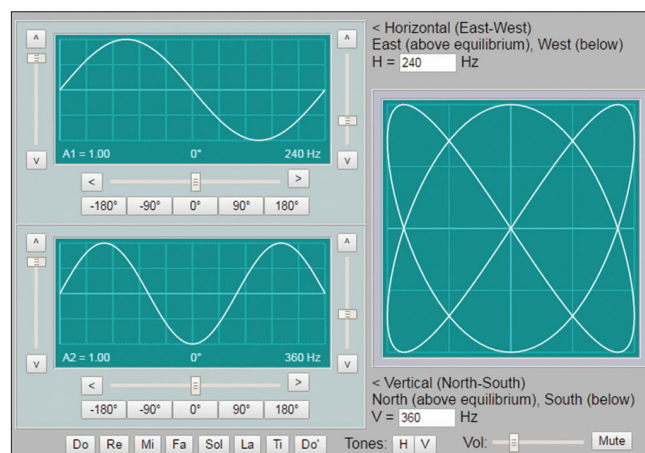 ^
^
< Horizontal (East-West)
East (above equilibrium), West (below)
H = 240 Hz
A1 = 1.00 0° 240 Hz
v
v
< >
-180° -90° 0° 90° 180°
^
^
A2 = 1.00 0° 360 Hz
v
v
< >
-180° -90° 0° 90° 180°
< Vertical (North-South)
North (above equilibrium), South (below)
V = 360 Hz
Do Re Mi Fa Sol La Ti Do' Tones: H V Vol: Mute